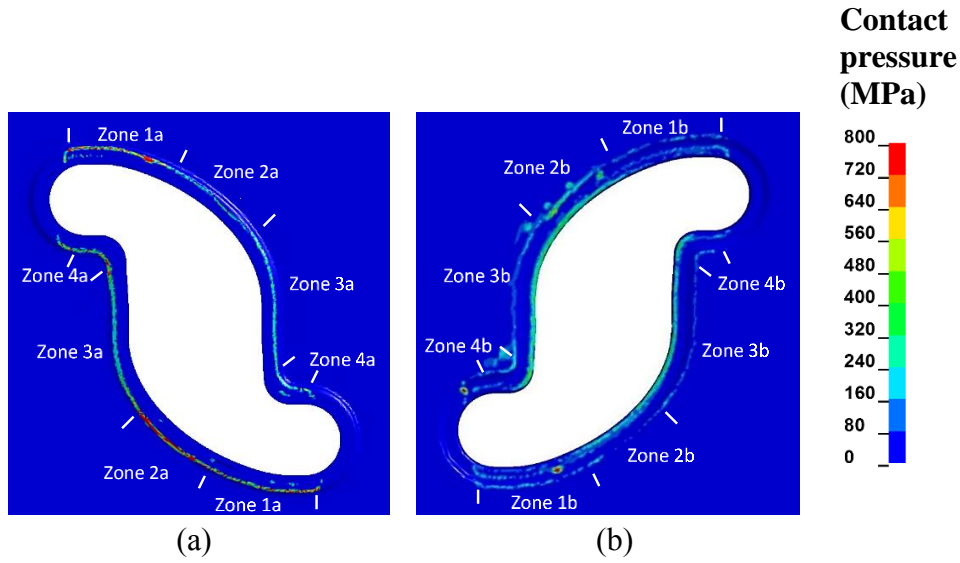 Contact
pressure
(MPa)
800
720
640
560
480
400
320
240
160
80
0
Zone 1a
Zone 2a
Zone 3a
Zone 4a
Zone 3a
Zone 4a
Zone 2a
Zone 1a
(a)
Zone 1b
Zone 2b
Zone 3b
Zone 4b
Zone 4b
Zone 3b
Zone 2b
Zone 1b
(b)